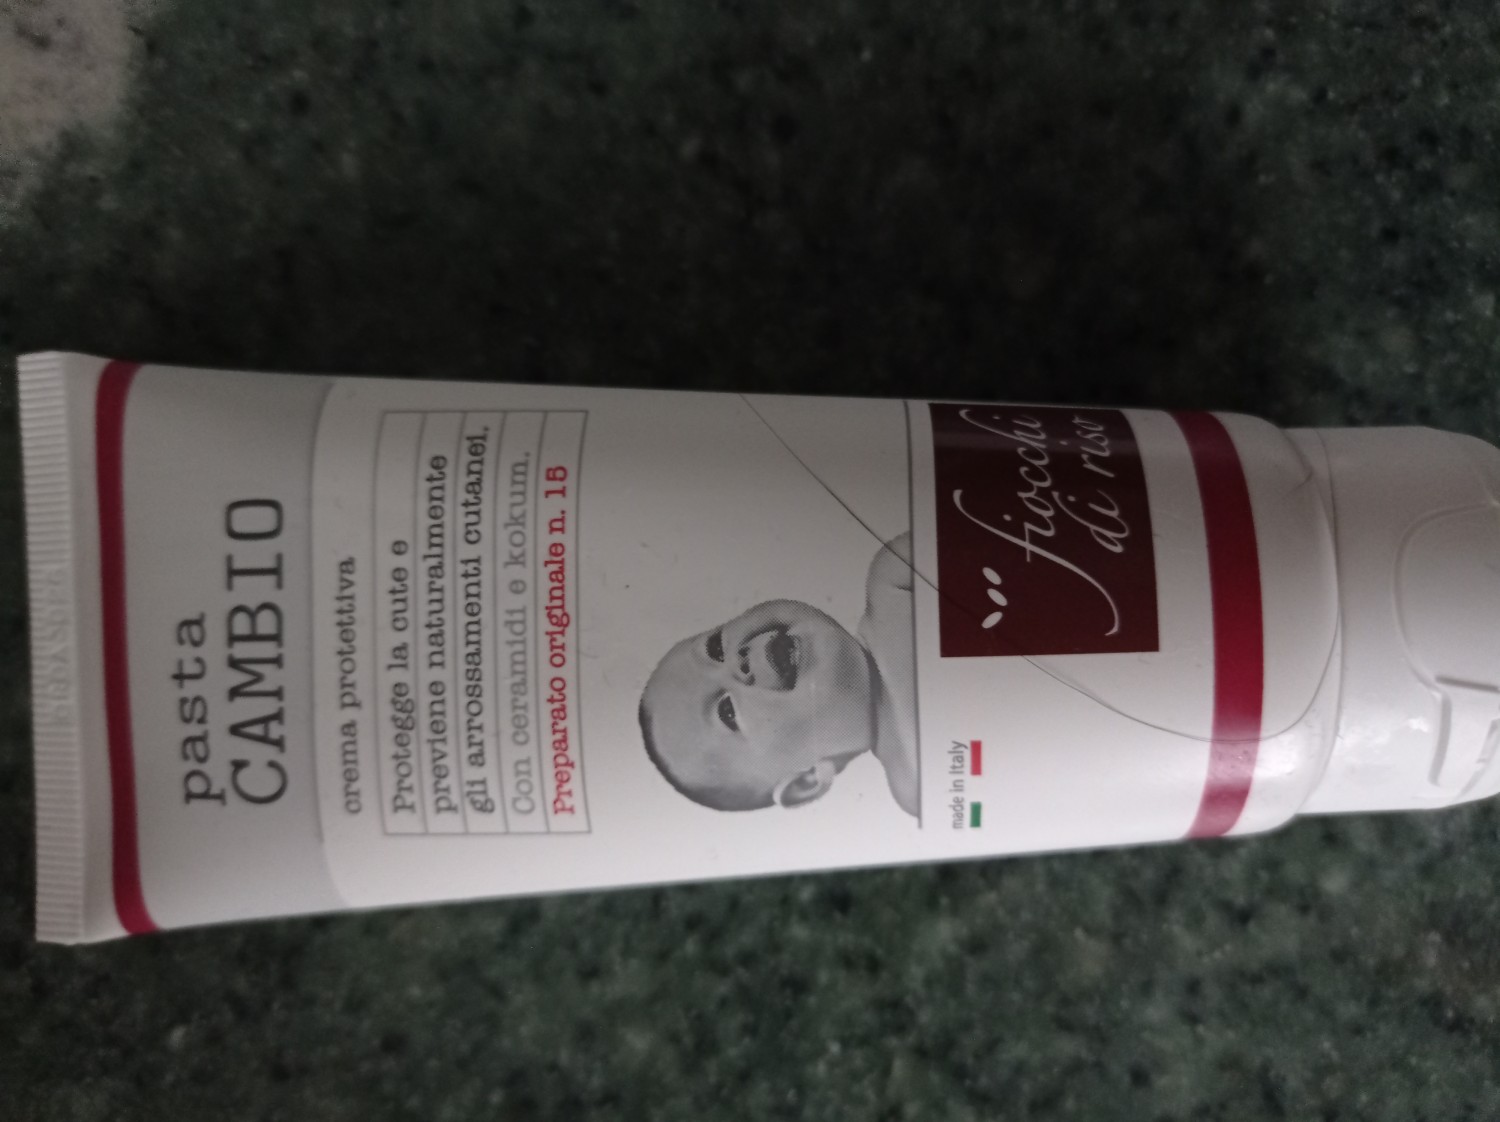 pasta
CAMBIO
crema protettiva
Protegge la cute e
previene naturalmente
gli arrossamenti cutanei.
Con ceramidi e kokum.
Preparato originale n. 15
made in Italy
fiocchi
di riso